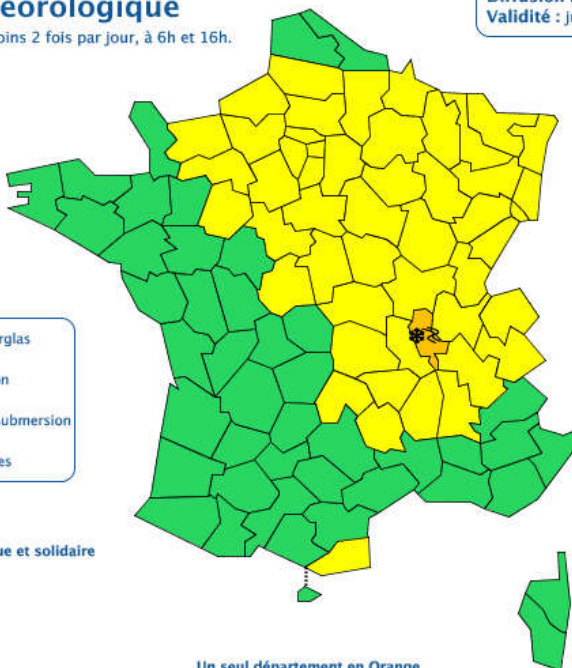 éorologique
oins 2 fois par jour, à 6h et 16h.
Validité :
rglas
n
ubmersion
es
ue et solidaire
Un seul département en Orange